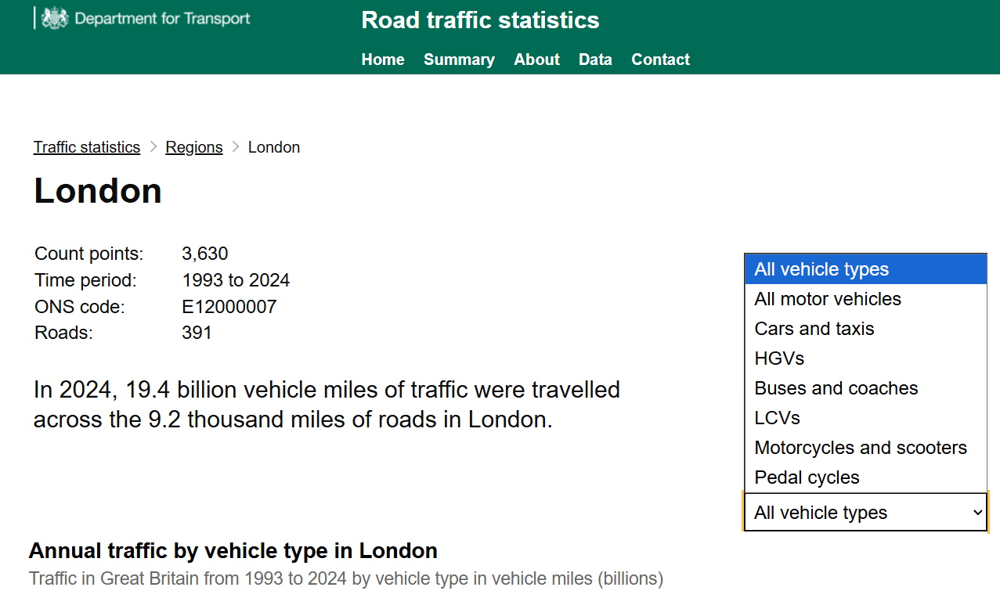 Department for Transport
Road traffic statistics
Home Summary About Data Contact
Traffic statistics > Regions > London
London
Count points: 3,630
Time period: 1993 to 2024
ONS code: E12000007
Roads: 391
In 2024, 19.4 billion vehicle miles of traffic were travelled
across the 9.2 thousand miles of roads in London.
All vehicle types
All motor vehicles
Cars and taxis
HGVs
Buses and coaches
LCVs
Motorcycles and scooters
Pedal cycles
All vehicle types
Annual traffic by vehicle type in London
Traffic in Great Britain from 1993 to 2024 by vehicle type in vehicle miles (billions)